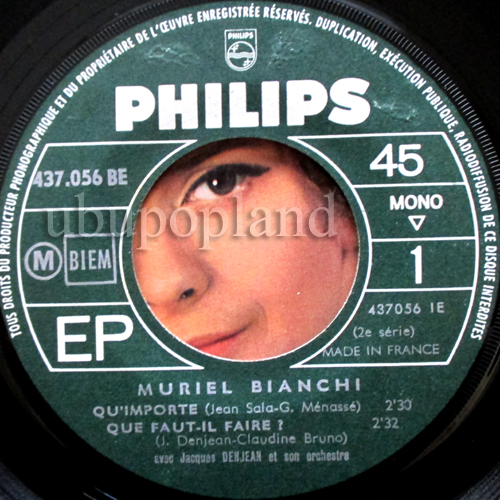 TOUS DROITS DU PRODUCTEUR PHONOGRAPHIQUE ET DU PROPRIÉTAIRE DE L'ŒUVRE ENREGISTRÉE RÉSERVÉS. DUPLICATION, EXÉCUTION PUBLIQUE, RADIODIFFUSION DE CE DISQUE INTERDITES
PHILIPS
PHILIPS
437.056 BE
45
MONO
ubupopland
M
BIEM
1
437056 1E
(2e série)
EP
MADE IN FRANCE
MURIEL BIANCHI
QU'IMPORTE (Jean Sala-G. Ménassé) 2'30
QUE FAUT-IL FAIRE ? 2'32
(J. Denjean-Claudine Bruno)
avec Jacques DENJEAN et son orchestre